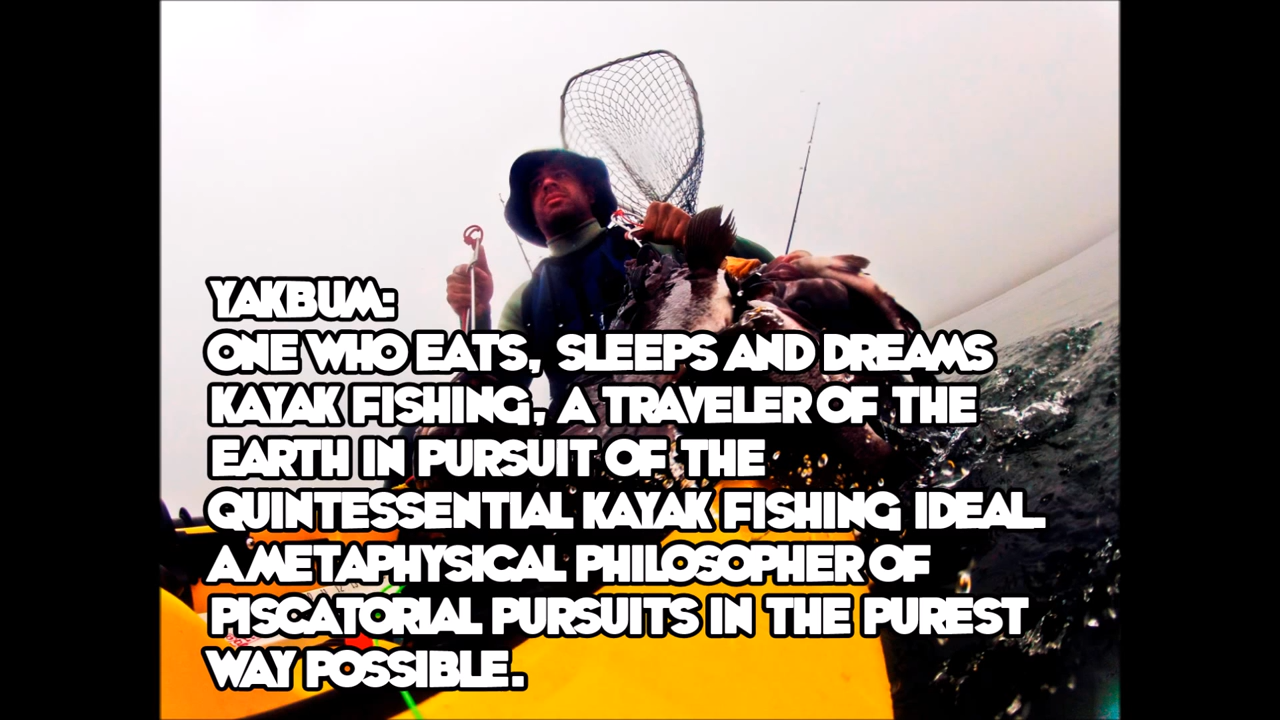 YAKBUM:
ONE WHO EATS, SLEEPS AND DREAMS
KAYAK FISHING, A TRAVELER OF THE
EARTH IN PURSUIT OF THE
QUINTESSENTIAL KAYAK FISHING IDEAL.
A METAPHYSICAL PHILOSOPHER OF
PISCATORIAL PURSUITS IN THE PUREST
WAY POSSIBLE.